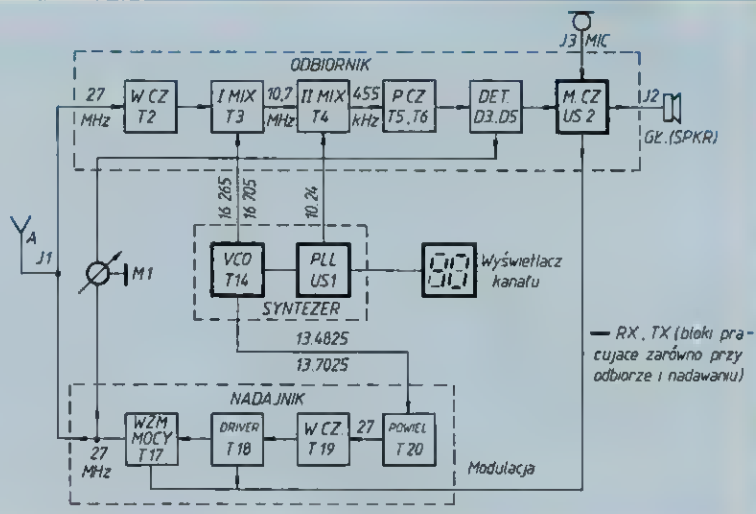 J3 MIC
ODBIORNIK
27 MHz
W CZ T2
I MIX T3
10,7 MHz
II MIX T4
455 kHz
P CZ T5, T6
DET. D3, D5
M. CZ US 2
J2
GŁ. (SPKR)
16 265
16 705
10.24
A
J1
M1
VCO T14
PLL US1
SYNTEZER
Wyświetlacz
kanału
13.4825
13.7025
RX, TX (bloki pra-
cujace zarówno przy
odbiorze i nadawaniu)
NADAJNIK
27 MHz
WZM MOCY T17
DRIVER T18
W CZ T19
27
POWIEL T20
Modulacja